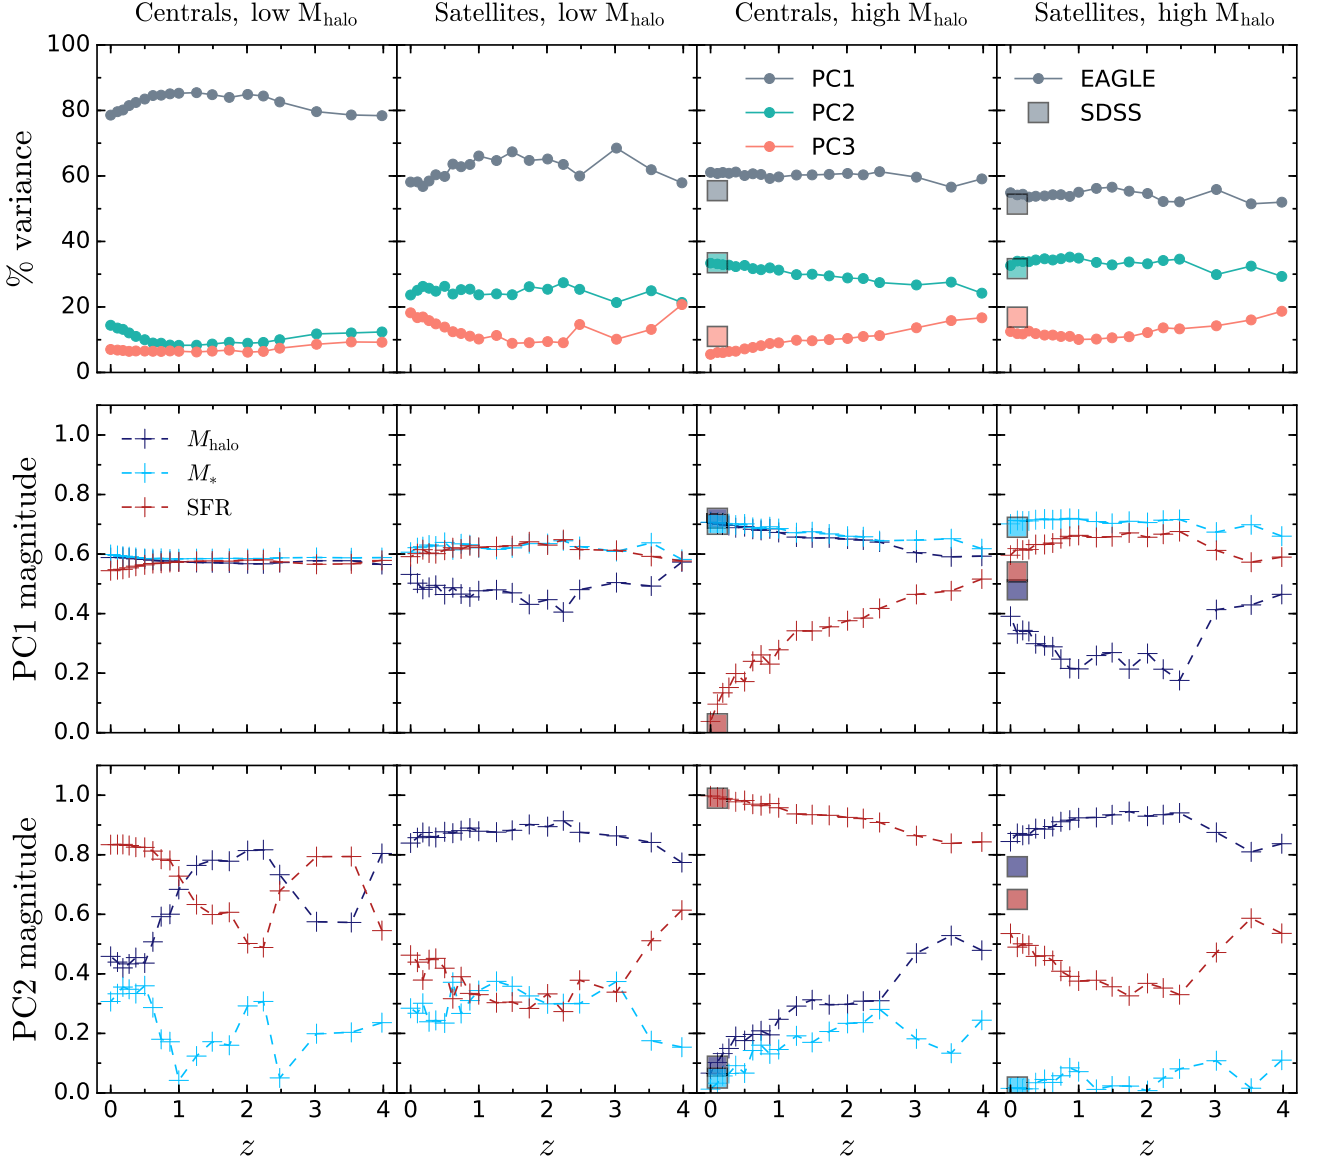 Centrals, low M_halo Satellites, low M_halo Centrals, high M_halo Satellites, high M_halo
% variance
100
80
60
40
20
0
PC1
PC2
PC3
EAGLE
SDSS
PC1 magnitude
1.0
0.8
0.6
0.4
0.2
0.0
M_halo
M_*
SFR
PC2 magnitude
1.0
0.8
0.6
0.4
0.2
0.0
0 1 2 3 4 0 1 2 3 4 0 1 2 3 4 0 1 2 3 4
z z z z